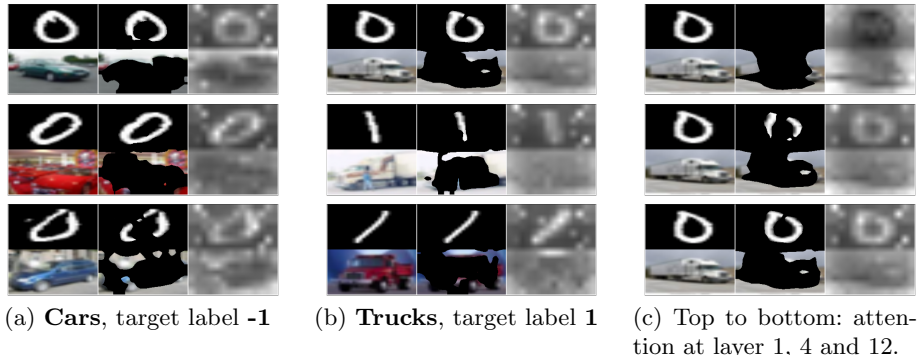 (a) Cars, target label -1
(b) Trucks, target label 1
(c) Top to bottom: atten-
tion at layer 1, 4 and 12.